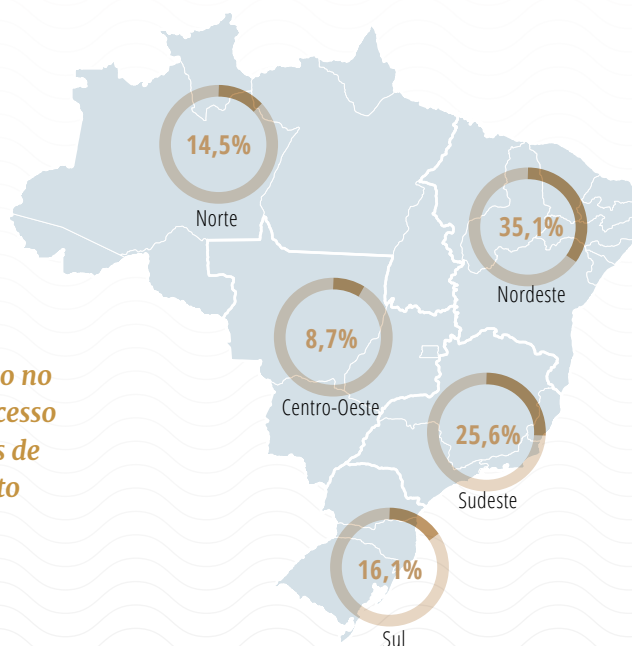 14,5%
Norte
35,1%
Nordeste
8,7%
Centro-Oeste
25,6%
Sudeste
16,1%
Sul
o no
cesso
s de
to